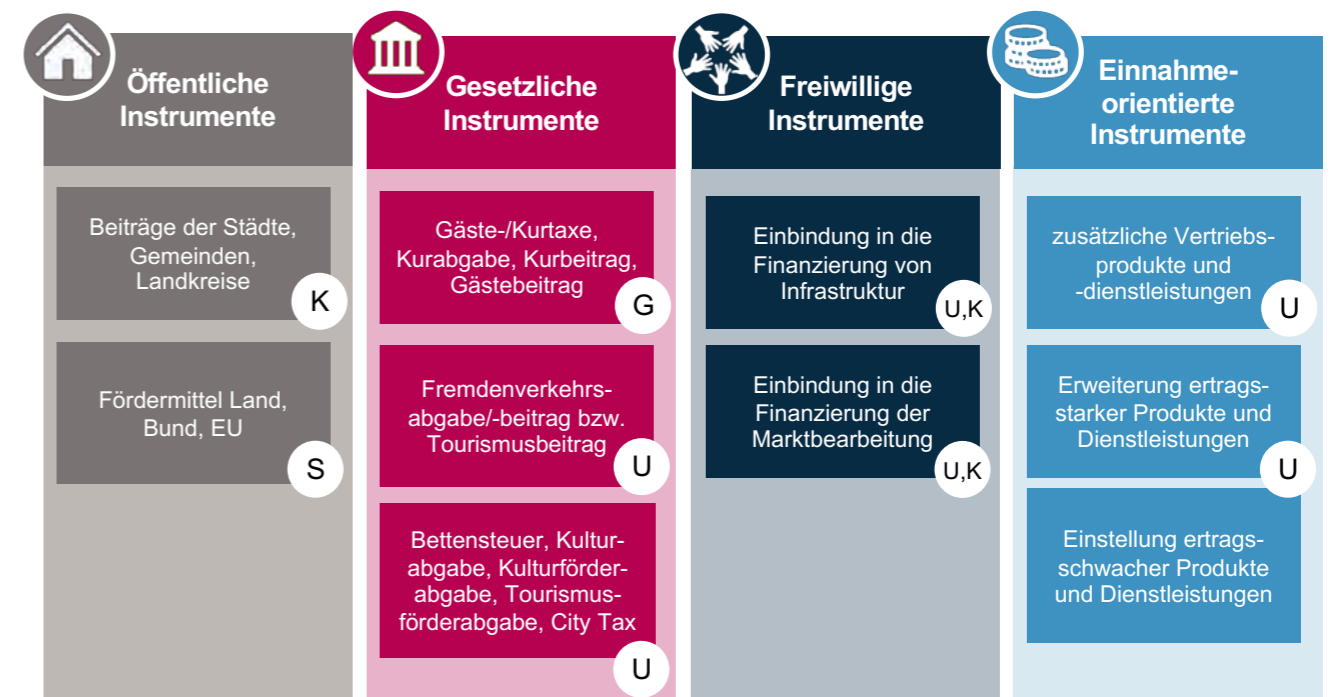 Öffentliche
Instrumente
Beiträge der Städte,
Gemeinden,
Landkreise
K
Fördermittel Land,
Bund, EU
S
Gesetzliche
Instrumente
Gäste-/Kurtaxe,
Kurabgabe, Kurbeitrag,
Gästebeitrag
G
Fremdenverkehrs-
abgabe/-beitrag bzw.
Tourismusbeitrag
U
Bettensteuer, Kultur-
abgabe, Kulturförder-
abgabe, Tourismus-
förderabgabe, City Tax
U
Freiwillige
Instrumente
Einbindung in die
Finanzierung von
Infrastruktur
U,K
Einbindung in die
Finanzierung der
Marktbearbeitung
U,K
Einnahme-
orientierte
Instrumente
zusätzliche Vertriebs-
produkte und
-dienstleistungen
U
Erweiterung ertrags-
starker Produkte und
Dienstleistungen
U
Einstellung ertrags-
schwacher Produkte
und Dienstleistungen